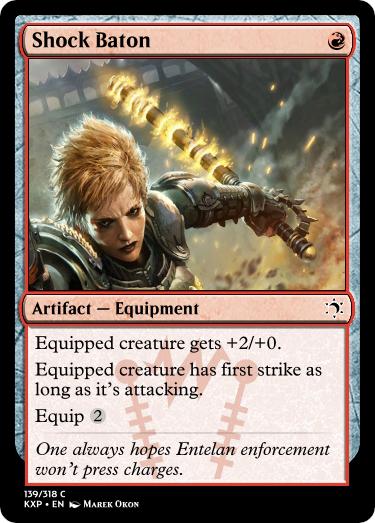 Shock Baton
Artifact — Equipment
Equipped creature gets +2/+0.
Equipped creature has first strike as
long as it's attacking.
Equip 2
One always hopes Entelan enforcement
won't press charges.
139/318 C
KXP • EN Marek Okon